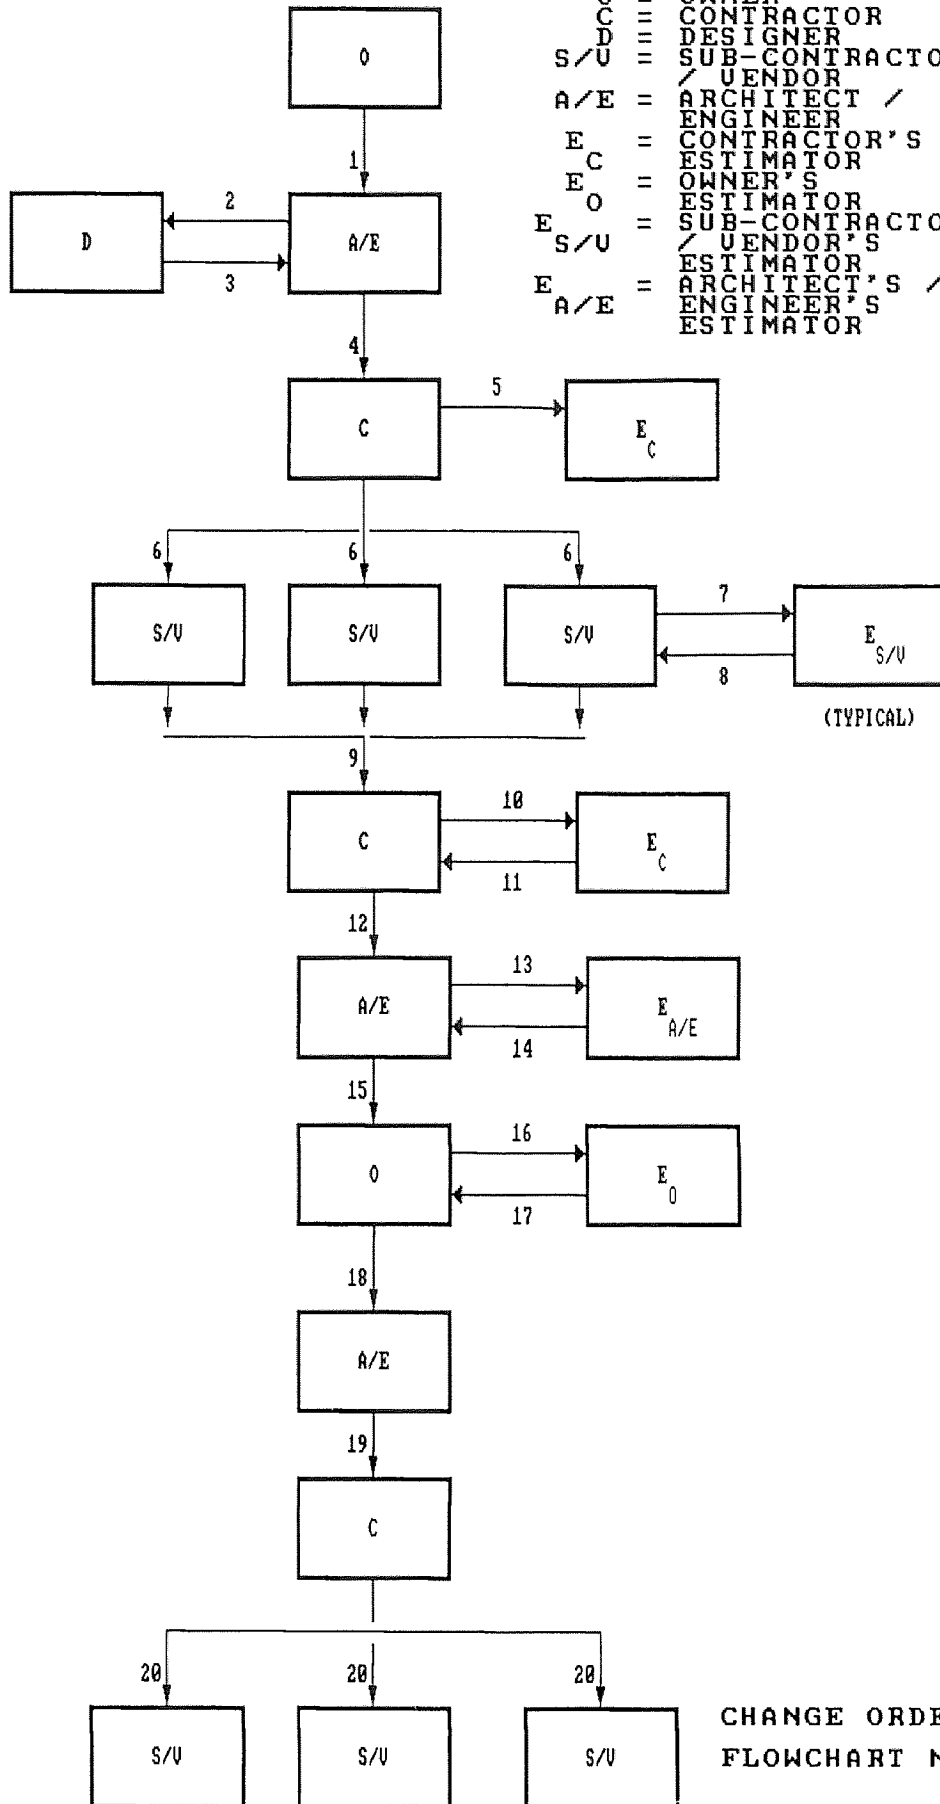 C = CONTRACTOR
D = DESIGNER
S/V = SUB-CONTRACTO
/ VENDOR
A/E = ARCHITECT /
ENGINEER
E C = CONTRACTOR'S
ESTIMATOR
E O = OWNER'S
ESTIMATOR
E S/V = SUB-CONTRACTO
/ VENDOR'S
ESTIMATOR
E A/E = ARCHITECT'S /
ENGINEER'S
ESTIMATOR
O
1
D
2
3
A/E
4
C
5
E C
6
6
6
S/V
S/V
S/V
7
8
E S/V
(TYPICAL)
9
C
10
11
E C
12
A/E
13
14
E A/E
15
O
16
17
E O
18
A/E
19
C
20
20
20
S/V
S/V
S/V
CHANGE ORDE
FLOWCHART